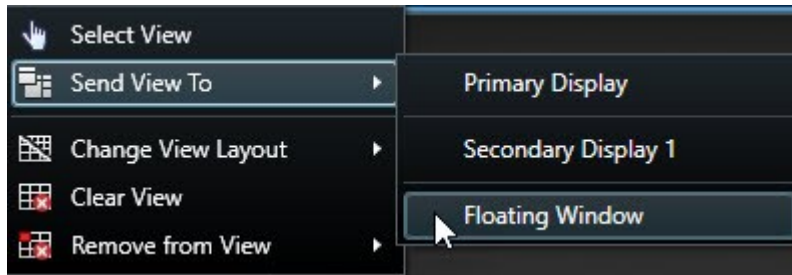 Select View
Send View To
Change View Layout
Clear View
Remove from View
Primary Display
Secondary Display 1
Floating Window